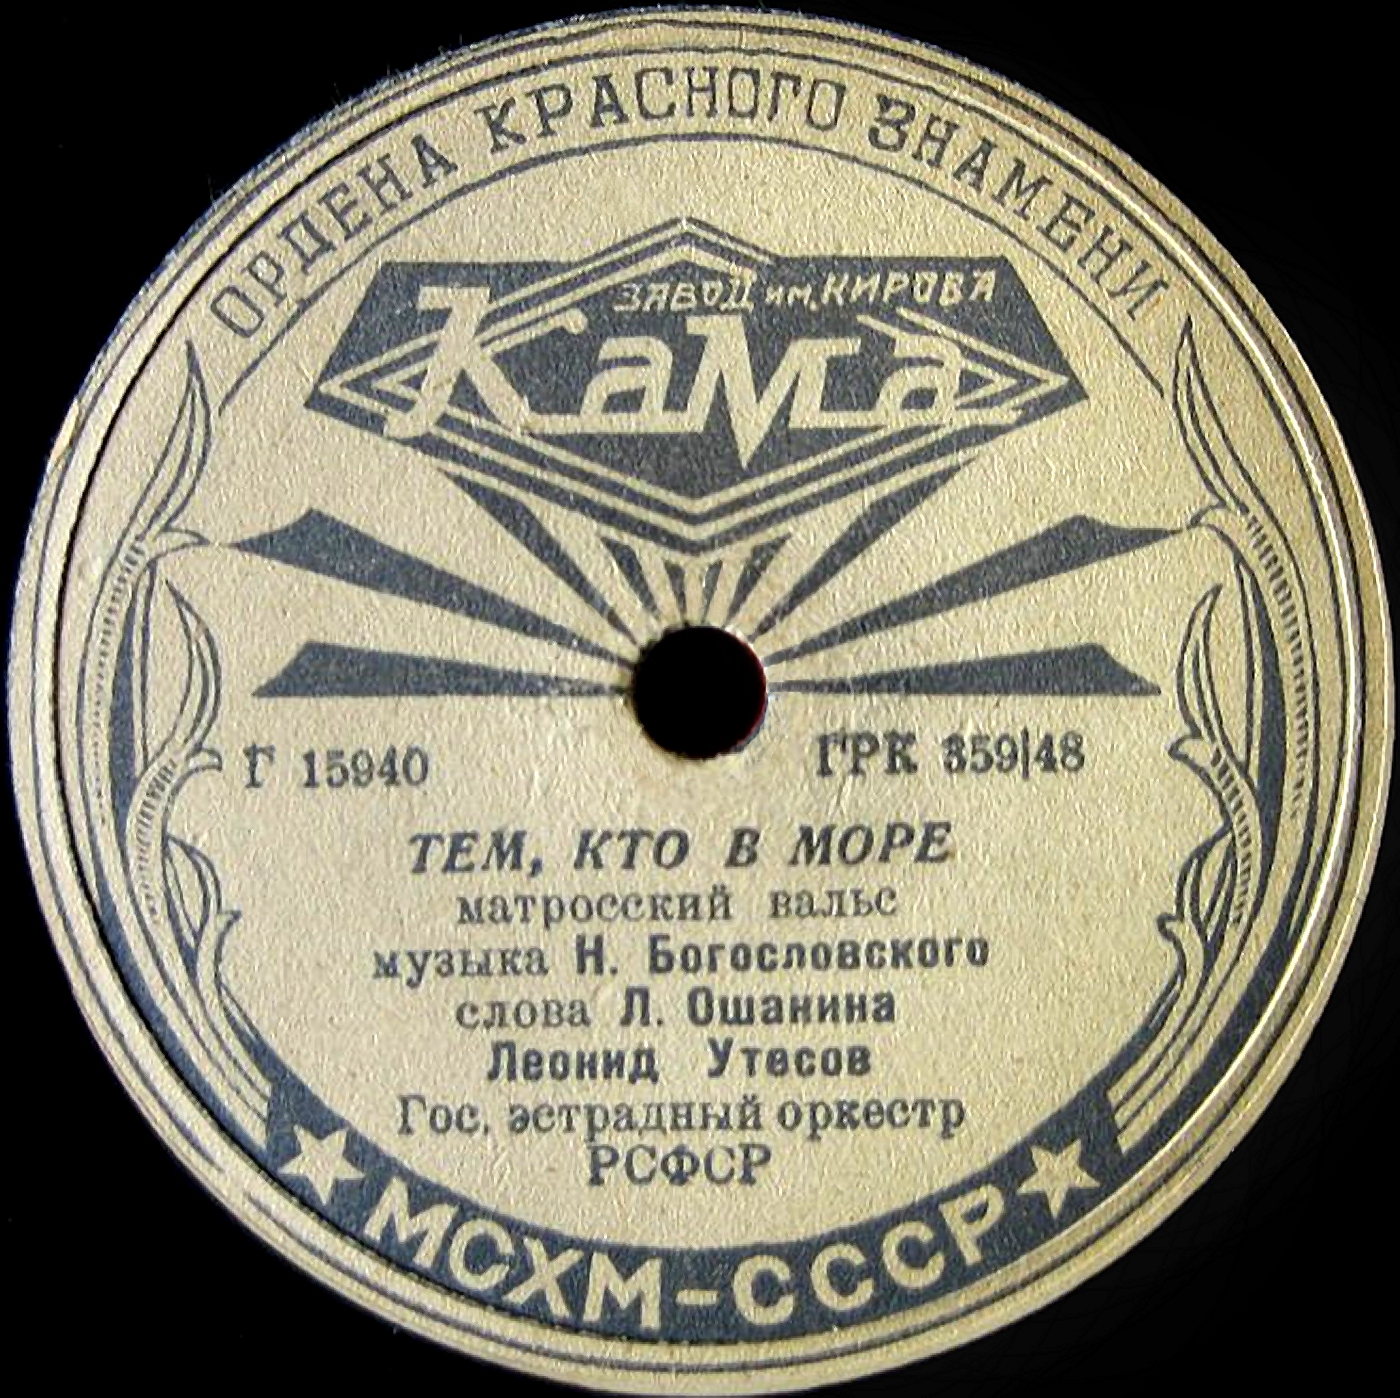 ОРДЕНА КРАСНОГО ЗНАМЕНИ
ЗАВОД им. КИРОВА
КаМа
Г 15940
ГРК 359|48
ТЕМ, КТО В МОРЕ
матросский вальс
музыка Н. Богословского
слова Л. Ошанина
Леонид Утесов
Гос. эстрадный оркестр
РСФСР
МСХМ-СССР